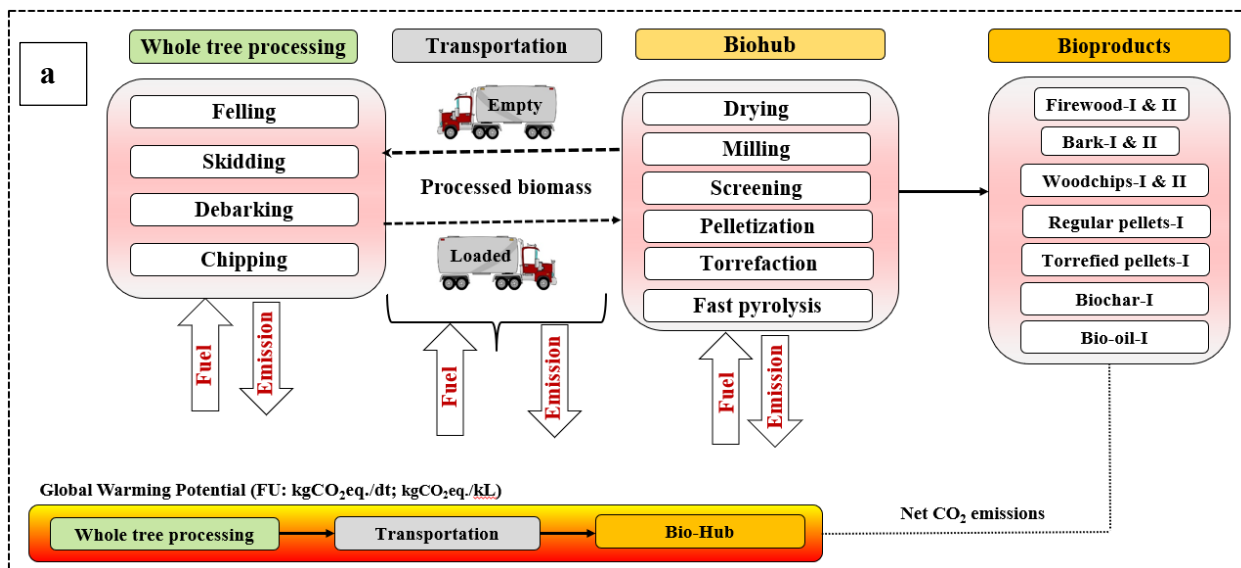 a
Whole tree processing
Felling
Skidding
Debarking
Chipping
Fuel
Emission
Transportation
Empty
Processed biomass
Loaded
Fuel
Emission
Biohub
Drying
Milling
Screening
Pelletization
Torrefaction
Fast pyrolysis
Fuel
Emission
Bioproducts
Firewood-I & II
Bark-I & II
Woodchips-I & II
Regular pellets-I
Torrefied pellets-I
Biochar-I
Bio-oil-I
Global Warming Potential (FU: kgCO₂eq./dt; kgCO₂eq./kL)
Whole tree processing
Transportation
Bio-Hub
Net CO₂ emissions